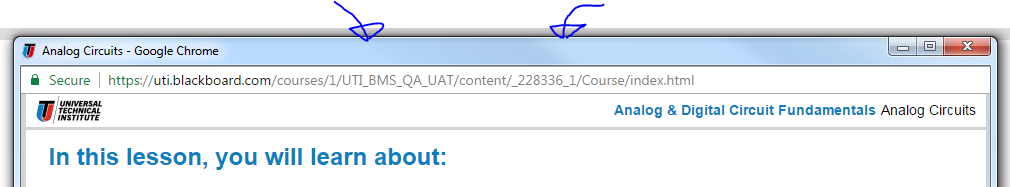 Analog Circuits - Google Chrome
Secure https://uti.blackboard.com/courses/1/UTI_BMS_QA_UAT/content/_228336_1/Course/index.html
UNIVERSAL
TECHNICAL
INSTITUTE
Analog & Digital Circuit Fundamentals Analog Circuits
In this lesson, you will learn about: